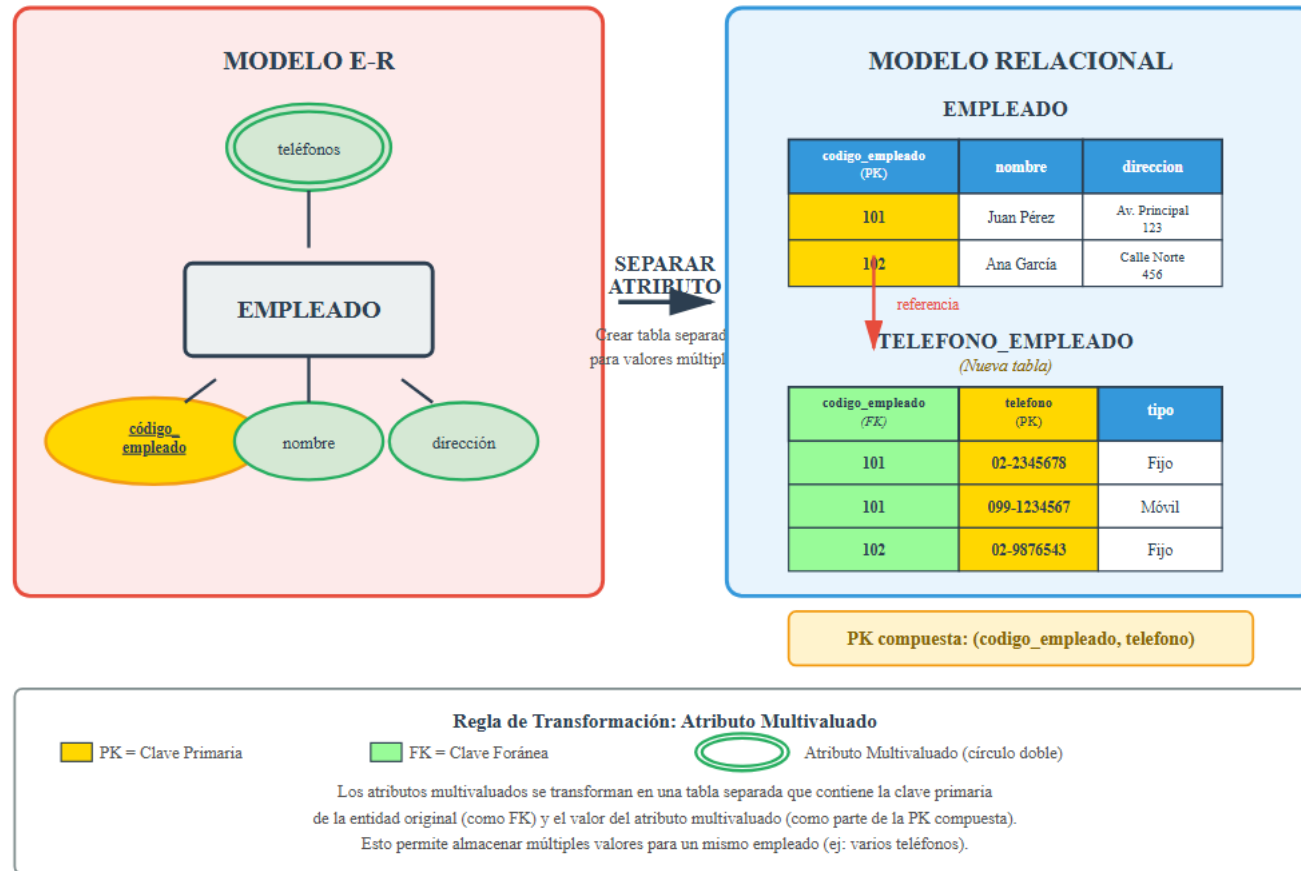 MODELO E-R
teléfonos
EMPLEADO
código_
empleado
nombre
dirección
SEPARAR
ATRIBUTO
Crear tabla separad
para valores múltipl
MODELO RELACIONAL
EMPLEADO
codigo_empleado
(PK)
nombre
direccion
101
Juan Pérez
Av. Principal
123
102
Ana García
Calle Norte
456
referencia
TELEFONO_EMPLEADO
(Nueva tabla)
codigo_empleado
(FK)
telefono
(PK)
tipo
101
02-2345678
Fijo
101
099-1234567
Móvil
102
02-9876543
Fijo
PK compuesta: (codigo_empleado, telefono)
Regla de Transformación: Atributo Multivaluado
PK = Clave Primaria
FK = Clave Foránea
Atributo Multivaluado (círculo doble)
Los atributos multivaluados se transforman en una tabla separada que contiene la clave primaria
de la entidad original (como FK) y el valor del atributo multivaluado (como parte de la PK compuesta).
Esto permite almacenar múltiples valores para un mismo empleado (ej: varios teléfonos).